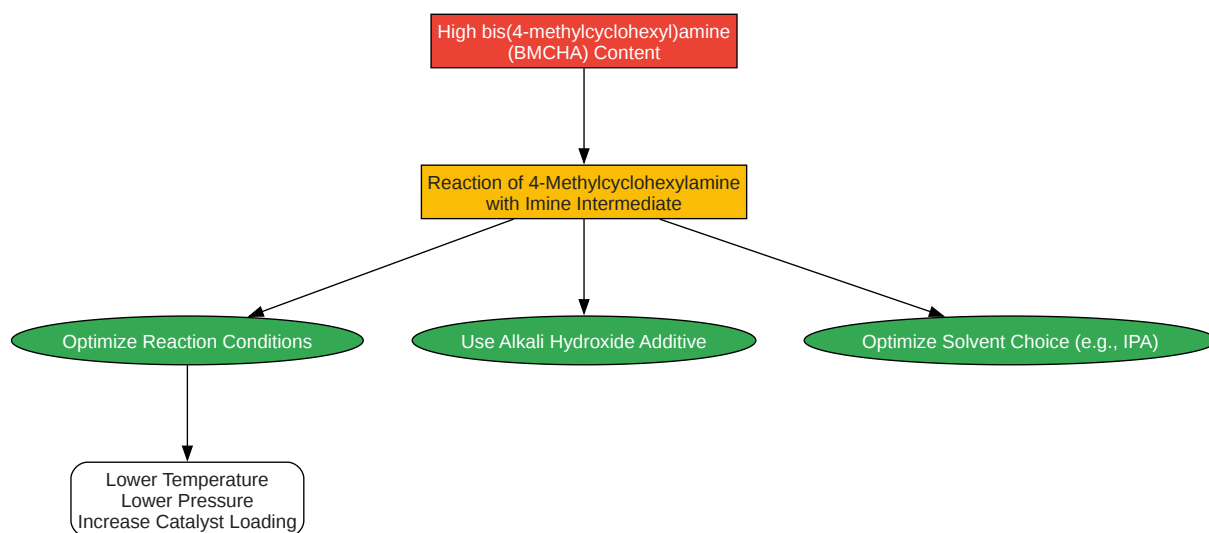 High bis(4-methylcyclohexyl)amine
(BMCHA) Content
Reaction of 4-Methylcyclohexylamine
with Imine Intermediate
Optimize Reaction Conditions
Use Alkali Hydroxide Additive
Optimize Solvent Choice (e.g., IPA)
Lower Temperature
Lower Pressure
Increase Catalyst Loading